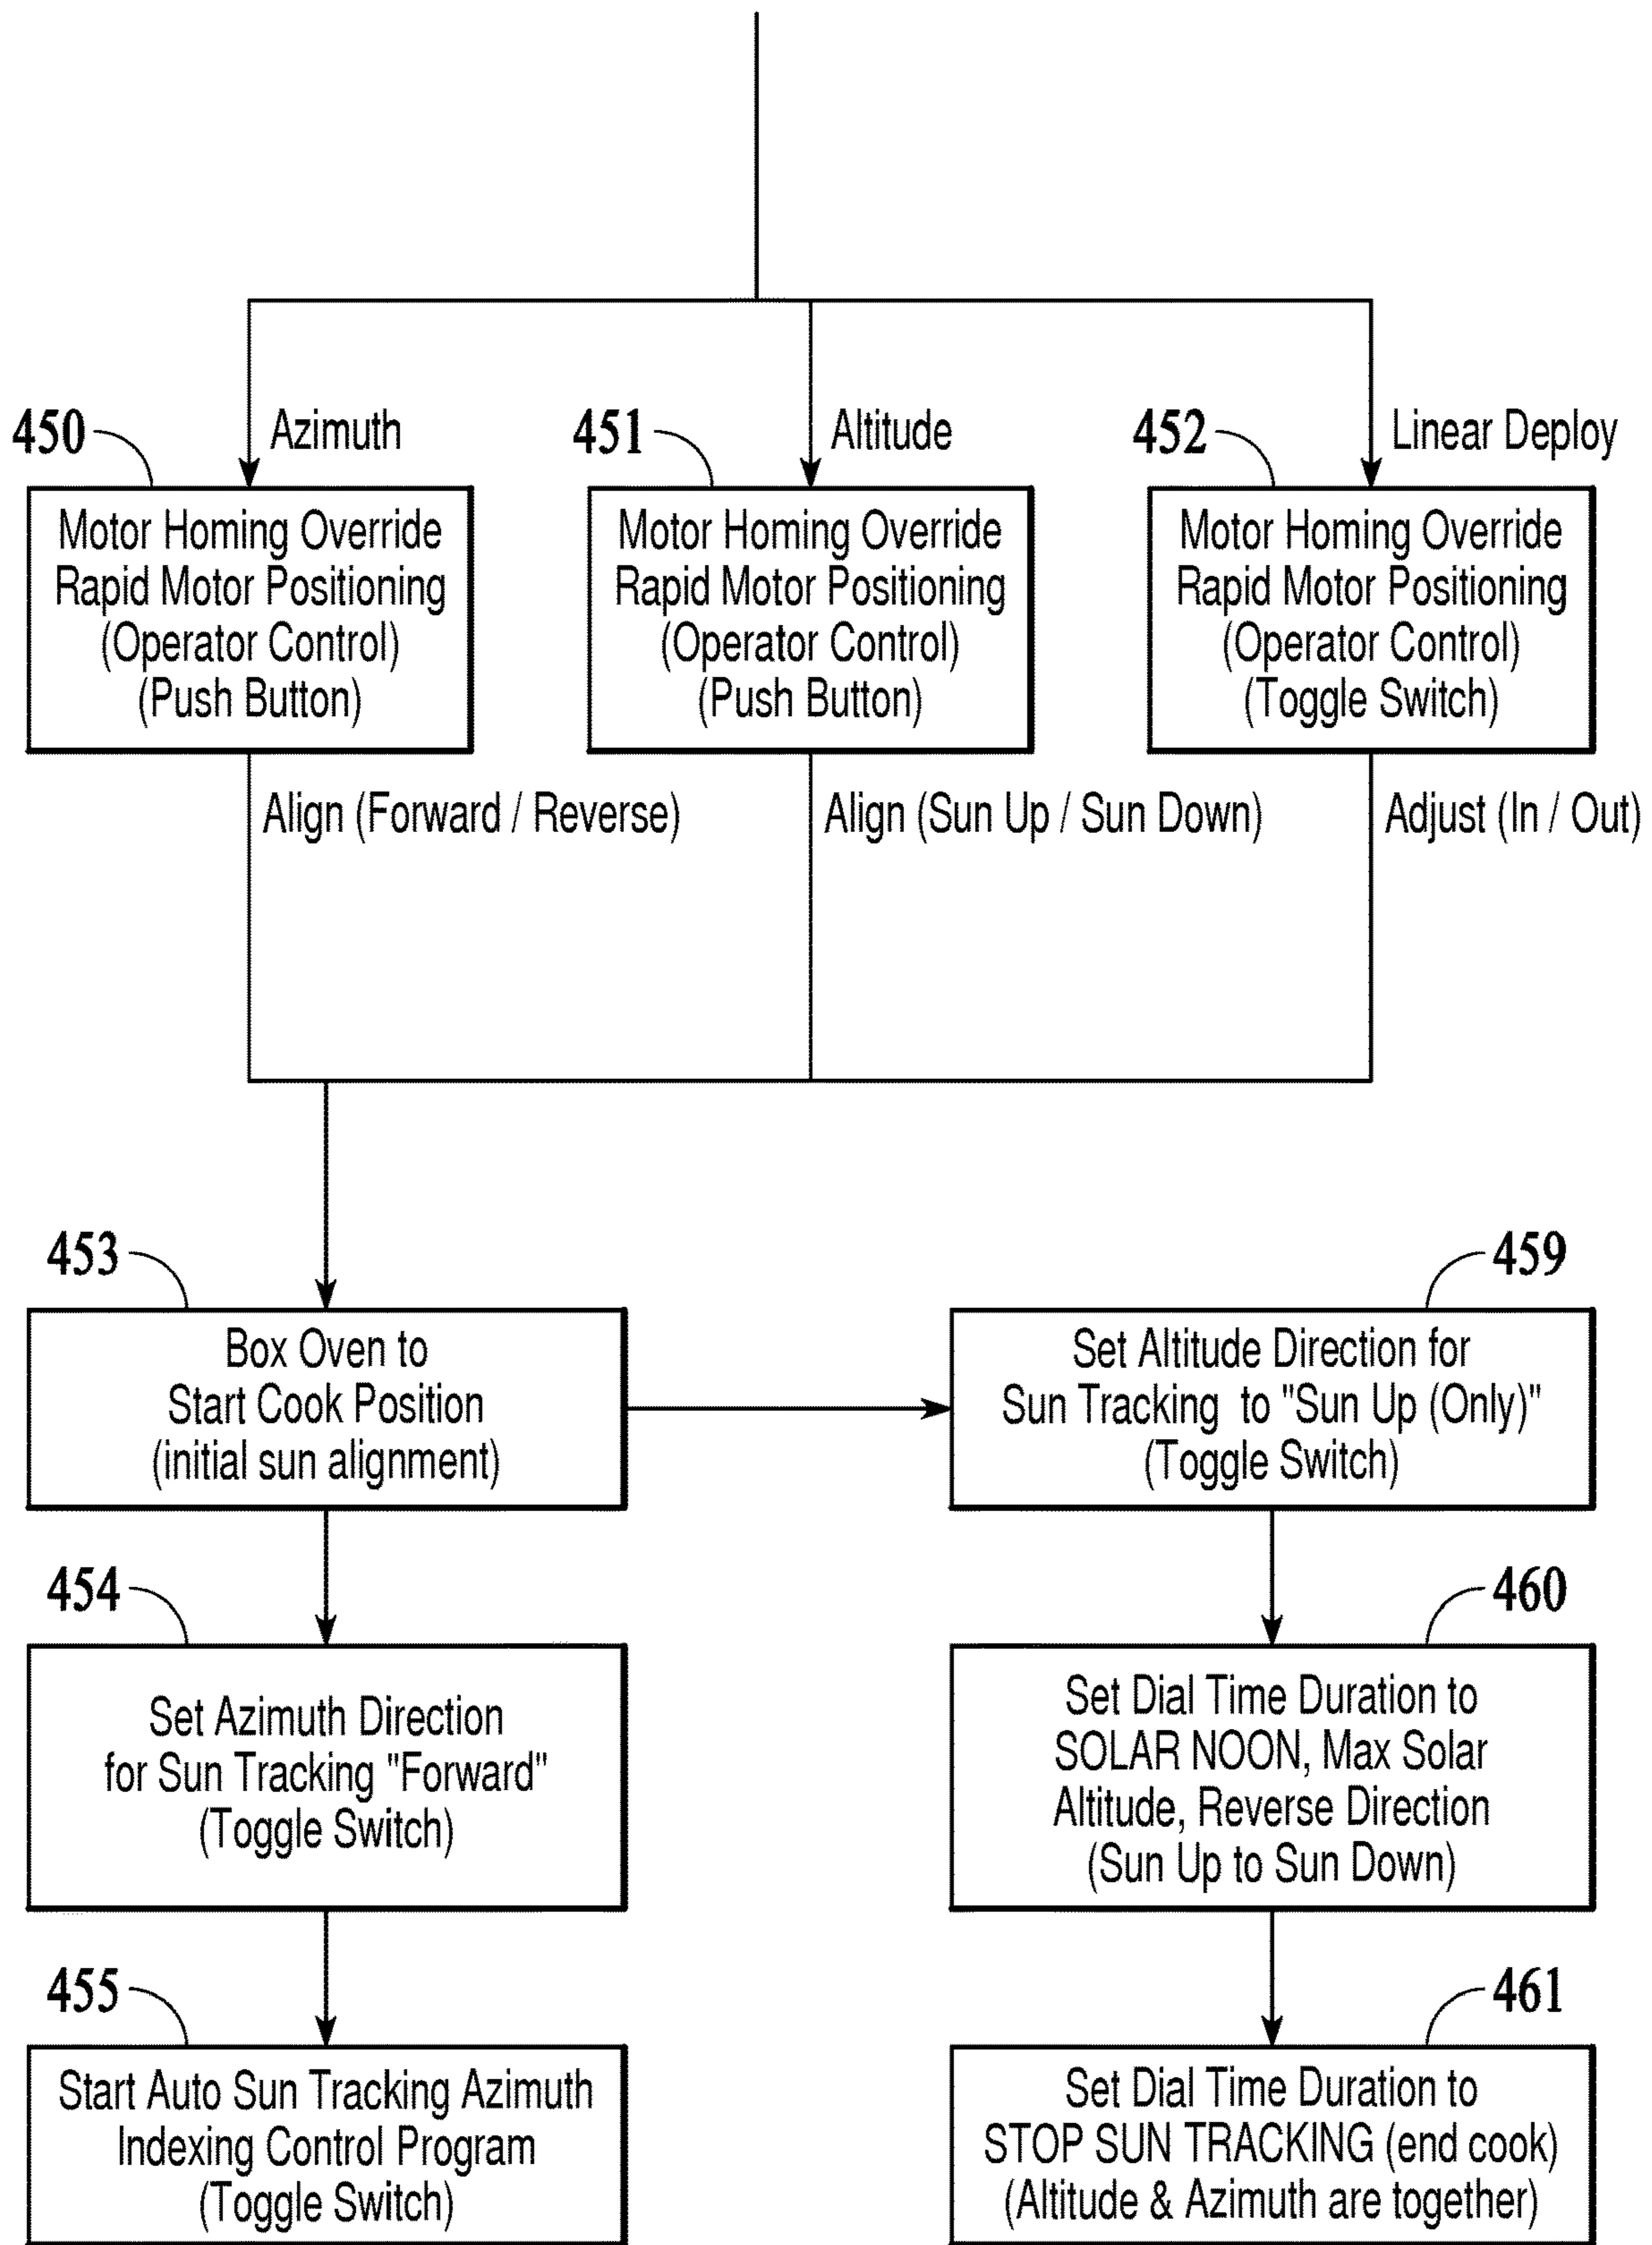 450
Azimuth
451
Altitude
452
Linear Deploy
Motor Homing Override
Rapid Motor Positioning
(Operator Control)
(Push Button)
Motor Homing Override
Rapid Motor Positioning
(Operator Control)
(Push Button)
Motor Homing Override
Rapid Motor Positioning
(Operator Control)
(Toggle Switch)
Align (Forward / Reverse)
Align (Sun Up / Sun Down)
Adjust (In / Out)
453
Box Oven to
Start Cook Position
(initial sun alignment)
459
Set Altitude Direction for
Sun Tracking to "Sun Up (Only)"
(Toggle Switch)
454
Set Azimuth Direction
for Sun Tracking "Forward"
(Toggle Switch)
460
Set Dial Time Duration to
SOLAR NOON, Max Solar
Altitude, Reverse Direction
(Sun Up to Sun Down)
455
Start Auto Sun Tracking Azimuth
Indexing Control Program
(Toggle Switch)
461
Set Dial Time Duration to
STOP SUN TRACKING (end cook)
(Altitude & Azimuth are together)